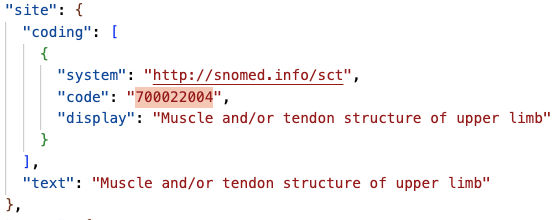 "site": {
"coding": [
{
"system": "http://snomed.info/sct",
"code": "700022004",
"display": "Muscle and/or tendon structure of upper limb"
}
],
"text": "Muscle and/or tendon structure of upper limb"
},